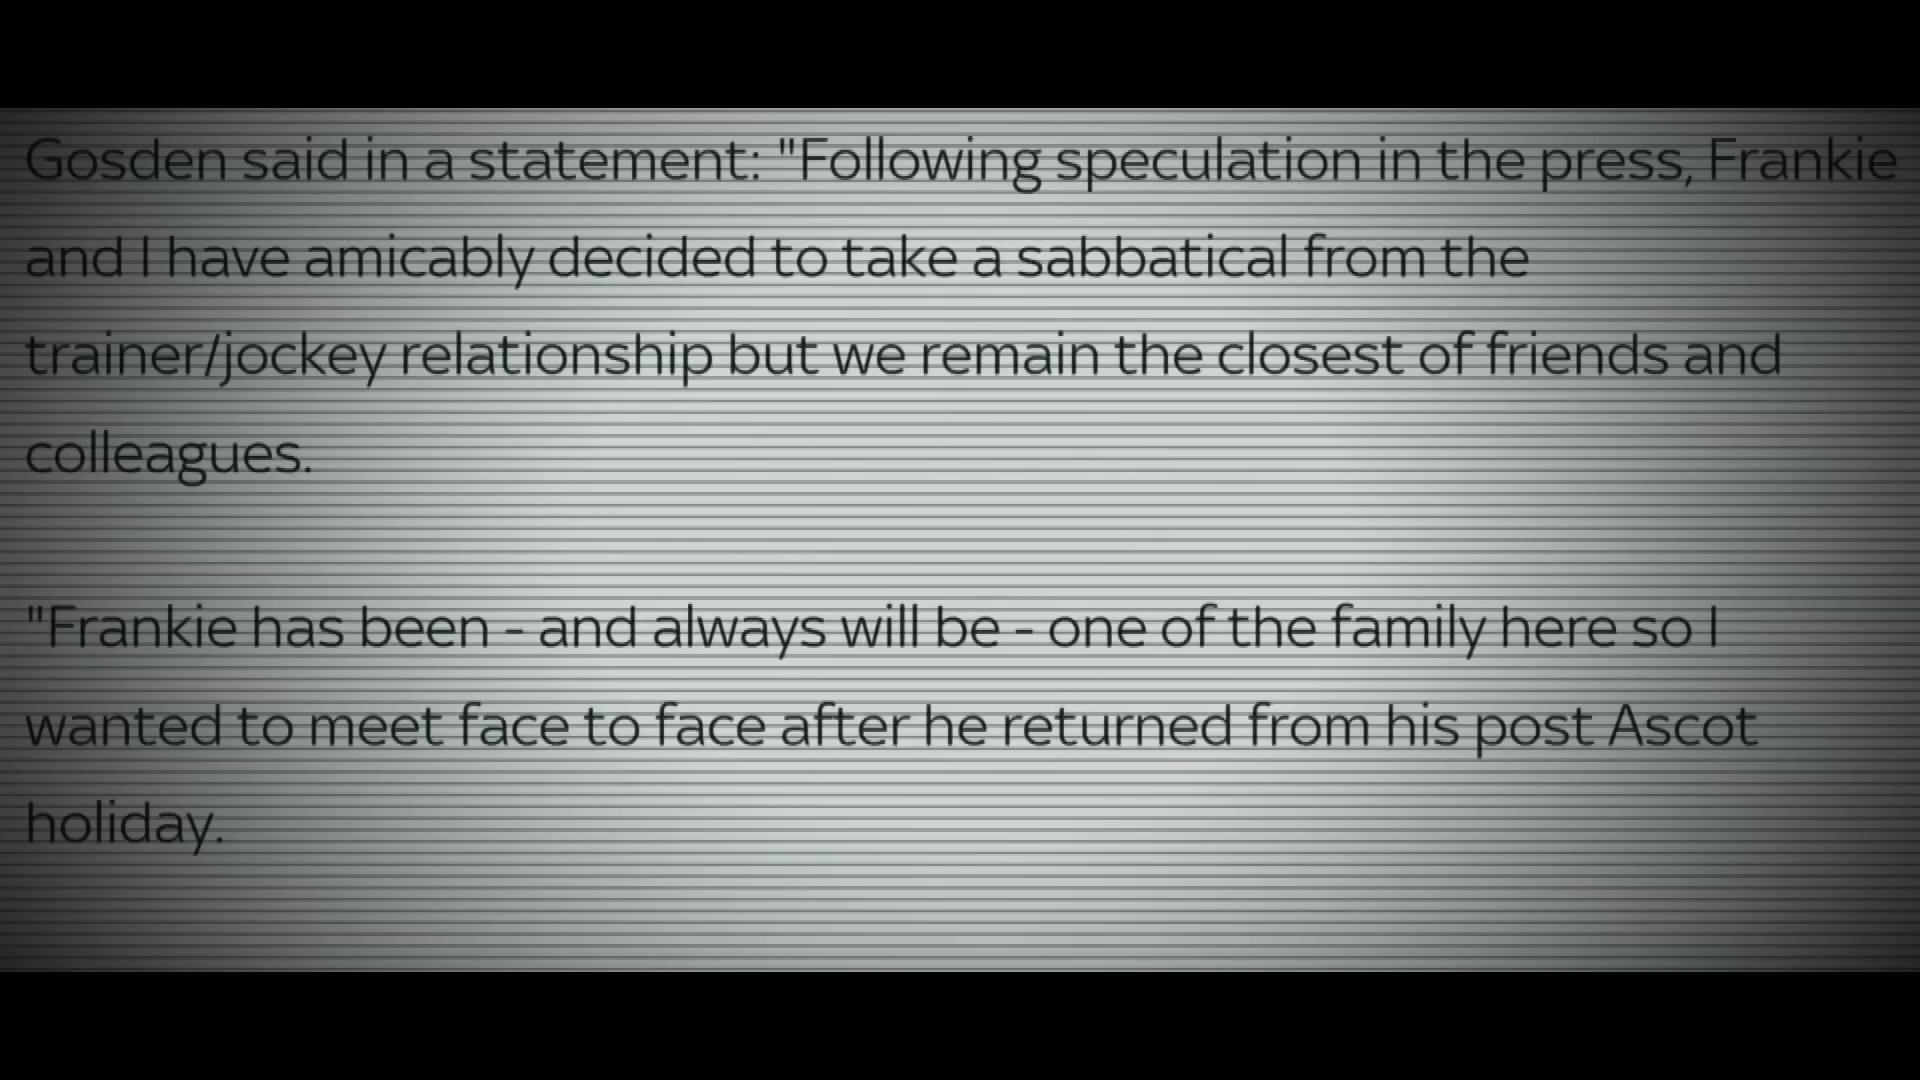 Gosden said in a statement: "Following speculation in the press, Frankie
and I have amicably decided to take a sabbatical from the
trainer/jockey relationship but we remain the closest of friends and
colleagues.
"Frankie has been - and always will be - one of the family here so I
wanted to meet face to face after he returned from his post Ascot
holiday.